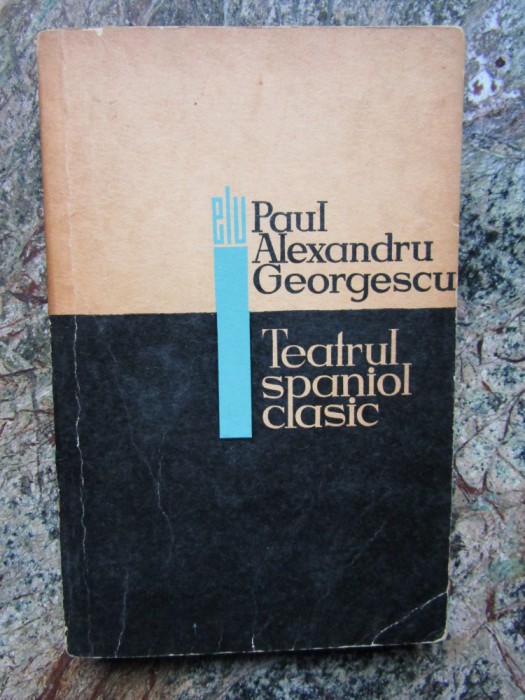 elu
Paul
Alexandru
Georgescu
Teatrul
spaniol
clasic